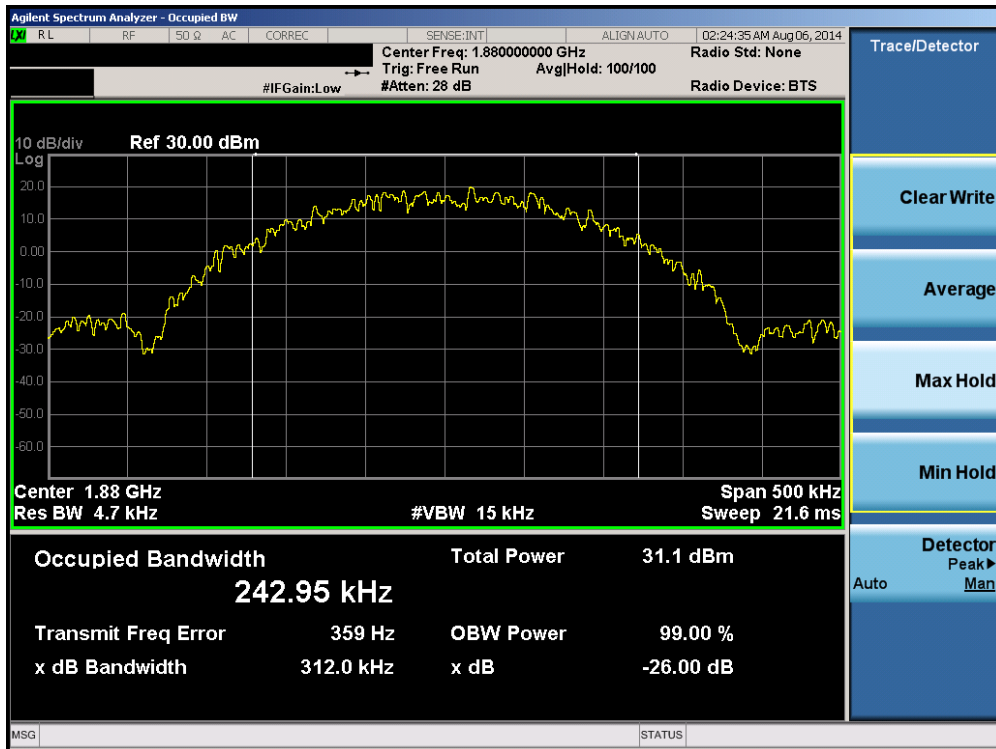 Agilent Spectrum Analyzer - Occupied BW
LXI RL RF 50 Ω AC CORREC SENSE:INT ALIGN AUTO 02:24:35 AM Aug 06, 2014
Center Freq: 1.880000000 GHz Radio Std: None
Trig: Free Run Avg|Hold: 100/100
#IFGain:Low #Atten: 28 dB Radio Device: BTS
10 dB/div Ref 30.00 dBm
Log
20.0
10.0
0.00
-10.0
-20.0
-30.0
-40.0
-50.0
-60.0
Center 1.88 GHz Span 500 kHz
Res BW 4.7 kHz #VBW 15 kHz Sweep 21.6 ms
Occupied Bandwidth Total Power 31.1 dBm
242.95 kHz
Transmit Freq Error 359 Hz OBW Power 99.00 %
x dB Bandwidth 312.0 kHz x dB -26.00 dB
MSG STATUS
Trace/Detector
Clear Write
Average
Max Hold
Min Hold
Detector
Peak▶
Auto Man